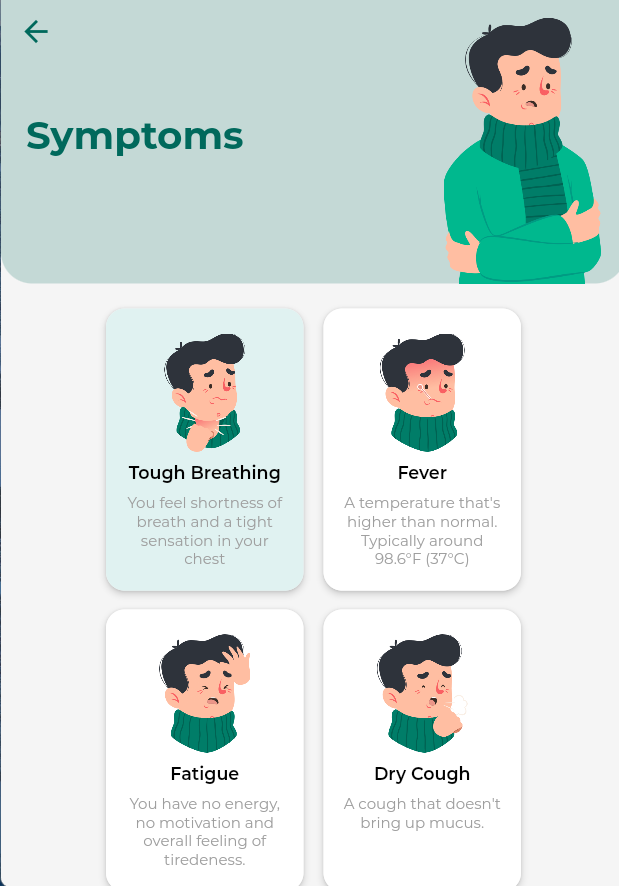 Symptoms
Tough Breathing
You feel shortness of
breath and a tight
sensation in your
chest
Fever
A temperature that's
higher than normal.
Typically around
98.6°F (37°C)
Fatigue
You have no energy,
no motivation and
overall feeling of
tiredeness.
Dry Cough
A cough that doesn't
bring up mucus.